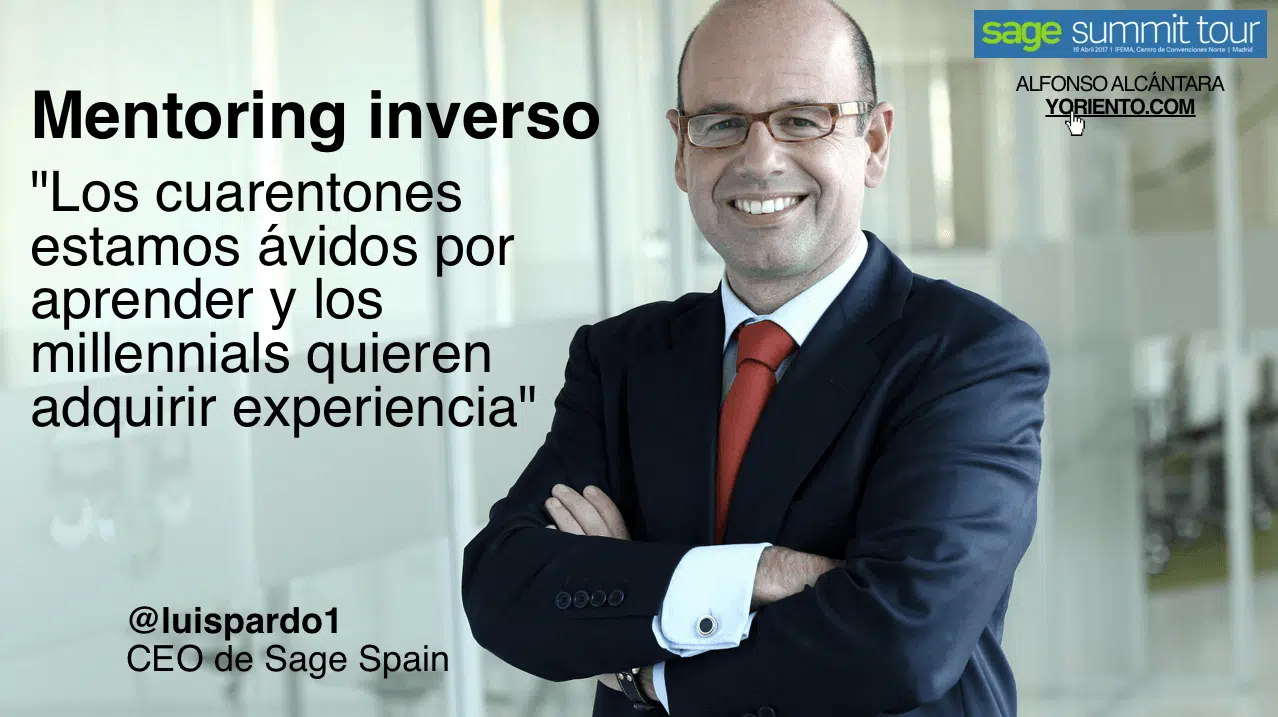 sage summit tour
19 Abril 2017 | IFEMA, Centro de Convenciones Norte | Madrid
ALFONSO ALCÁNTARA
YORIENTO.COM
Mentoring inverso
"Los cuarentones
estamos ávidos por
aprender y los
millennials quieren
adquirir experiencia"
@luispardo1
CEO de Sage Spain